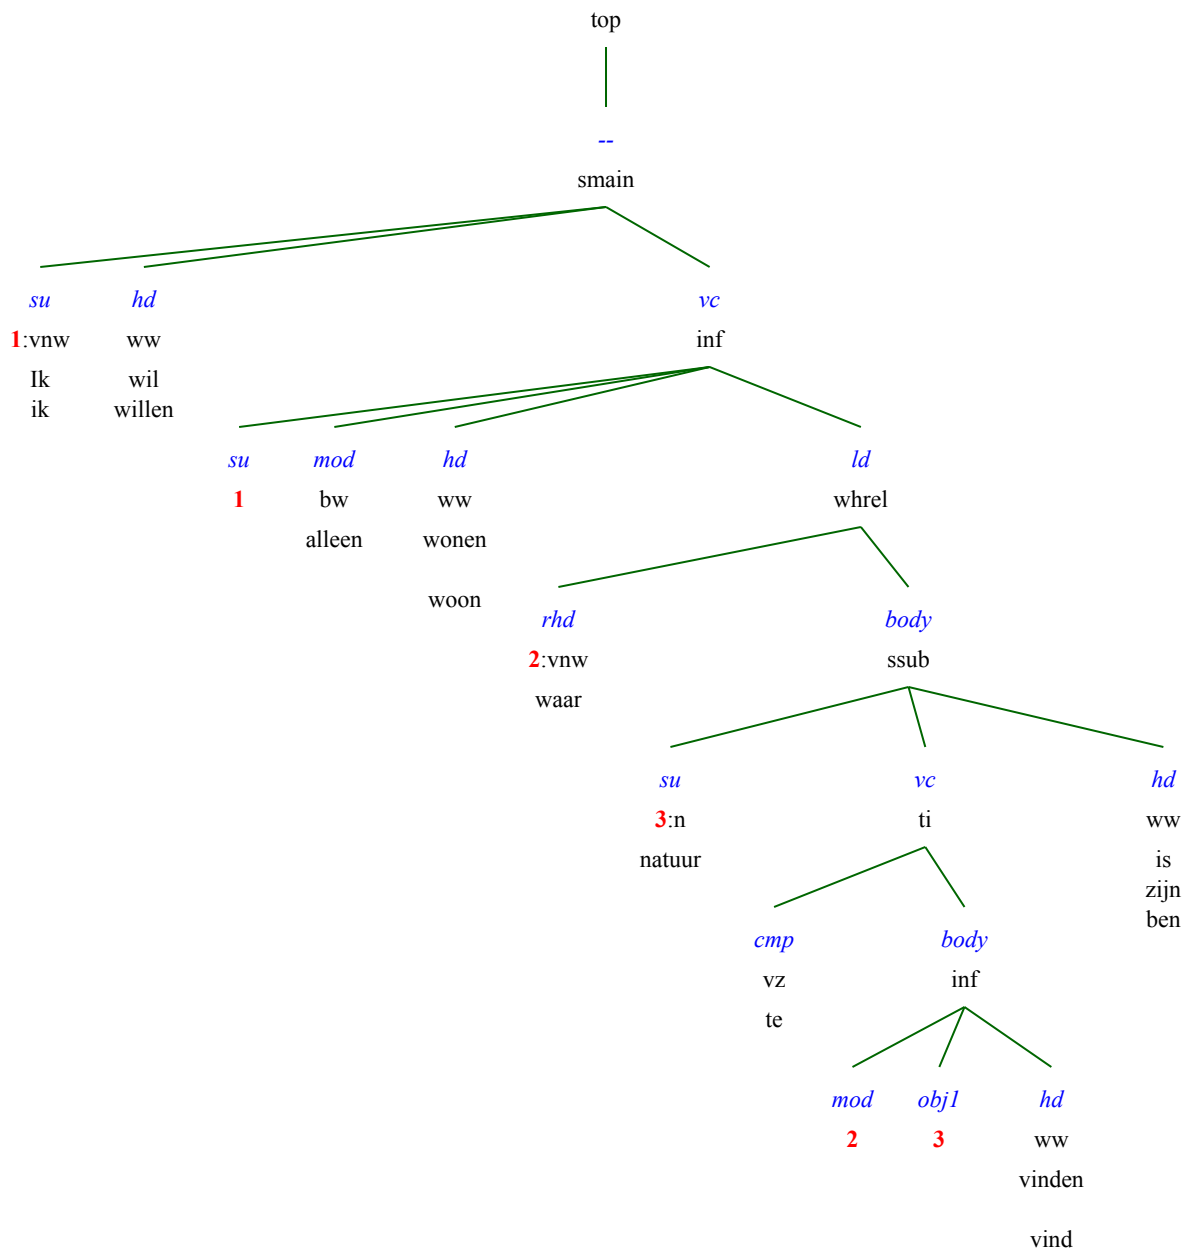 top
--
smain
su hd vc
1:vnw ww inf
Ik wil
ik willen
su mod hd ld
1 bw ww whrel
alleen wonen
woon
rhd body
2:vnw ssub
waar
su vc hd
3:n ti ww
natuur is
zijn
ben
cmp body
vz inf
te
mod obj1 hd
2 3 ww
vinden
vind